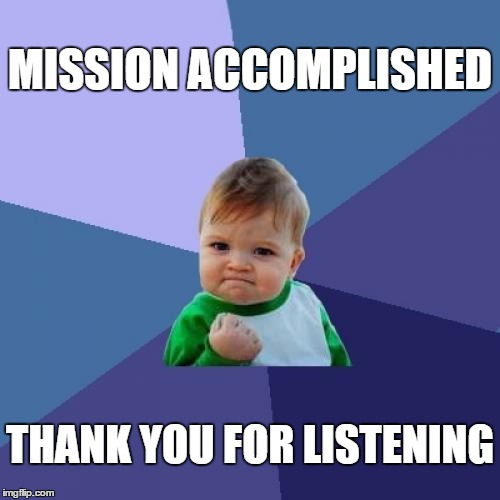 MISSION ACCOMPLISHED
THANK YOU FOR LISTENING
imgflip.com